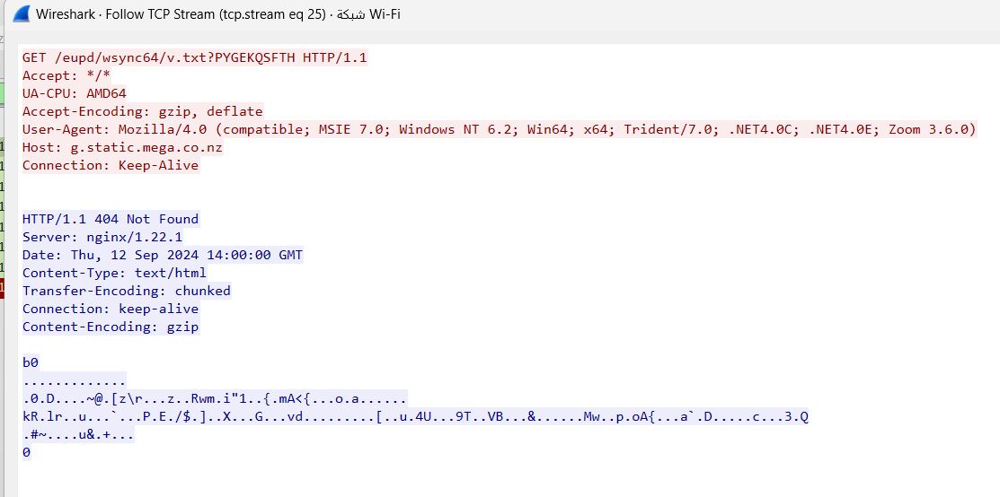 Wireshark · Follow TCP Stream (tcp.stream eq 25) · شبكة Wi-Fi
GET /eupd/wsync64/v.txt?PYGEKQSFTH HTTP/1.1
Accept: */*
UA-CPU: AMD64
Accept-Encoding: gzip, deflate
User-Agent: Mozilla/4.0 (compatible; MSIE 7.0; Windows NT 6.2; Win64; x64; Trident/7.0; .NET4.0C; .NET4.0E; Zoom 3.6.0)
Host: g.static.mega.co.nz
Connection: Keep-Alive
HTTP/1.1 404 Not Found
Server: nginx/1.22.1
Date: Thu, 12 Sep 2024 14:00:00 GMT
Content-Type: text/html
Transfer-Encoding: chunked
Connection: keep-alive
Content-Encoding: gzip
b0
.............
.0.D....~@.[z\r...z..Rwm.i"1..{.mA<{...o.a......
kR.lr..u...`...P.E./$.]..X...G...vd.........[..u.4U...9T..VB...&......Mw..p.oA{...a`.D.....c...3.Q
.#~....u&.+...
0